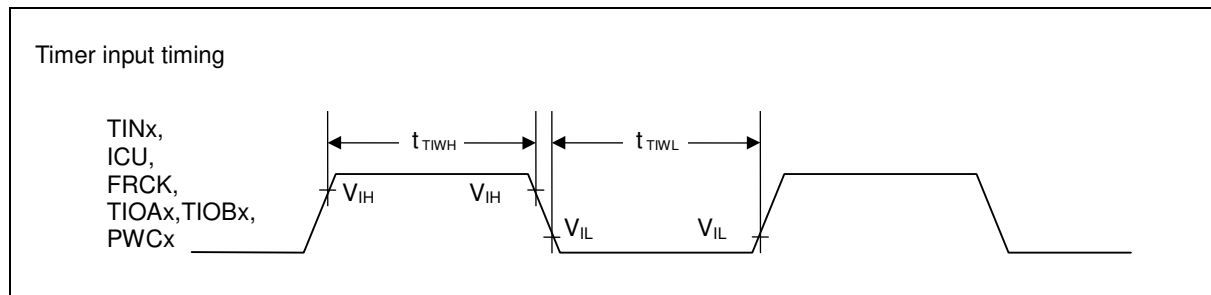 Timer input timing
TINx,
ICU,
FRCK,
TIOAx,TIOBx,
PWCx
tTIWH
tTIWL
VIH
VIH
VIL
VIL